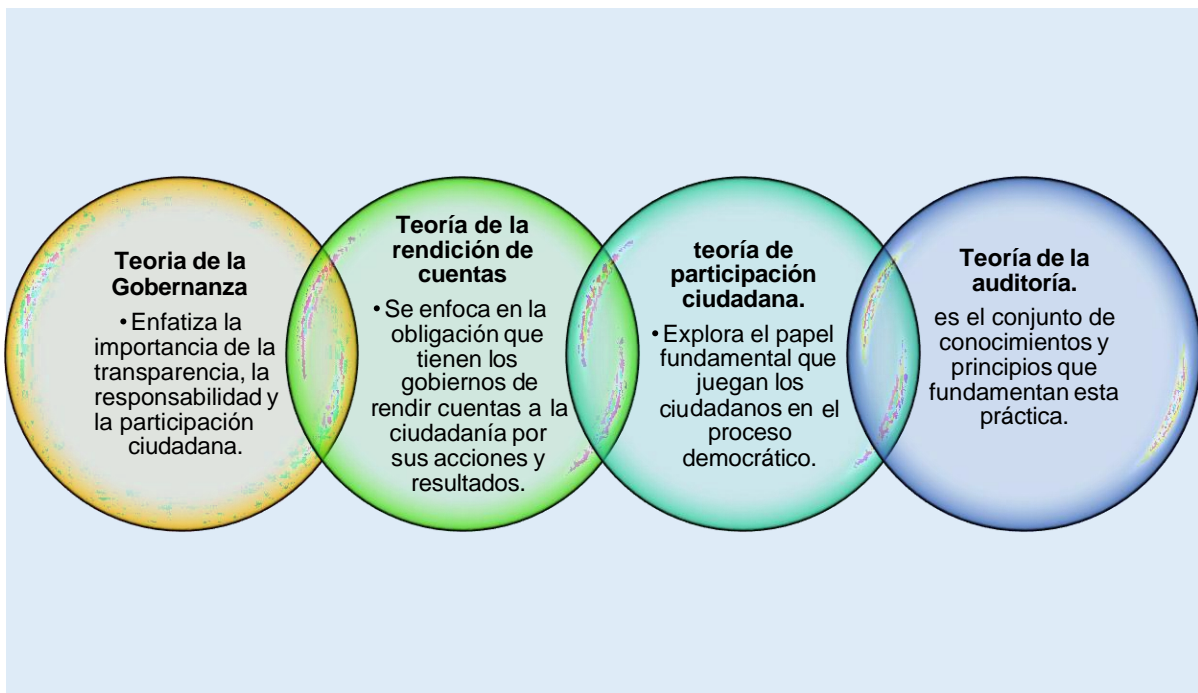 Teoria de la
Gobernanza
•Enfatiza la
importancia de la
transparencia, la
responsabilidad y
la participación
ciudadana.
Teoría de la
rendición de
cuentas
•Se enfoca en la
obligación que
tienen los
gobiernos de
rendir cuentas a la
ciudadanía por
sus acciones y
resultados.
teoría de
participación
ciudadana.
•Explora el papel
fundamental que
juegan los
ciudadanos en el
proceso
democrático.
Teoría de la
auditoría.
es el conjunto de
conocimientos y
principios que
fundamentan esta
práctica.